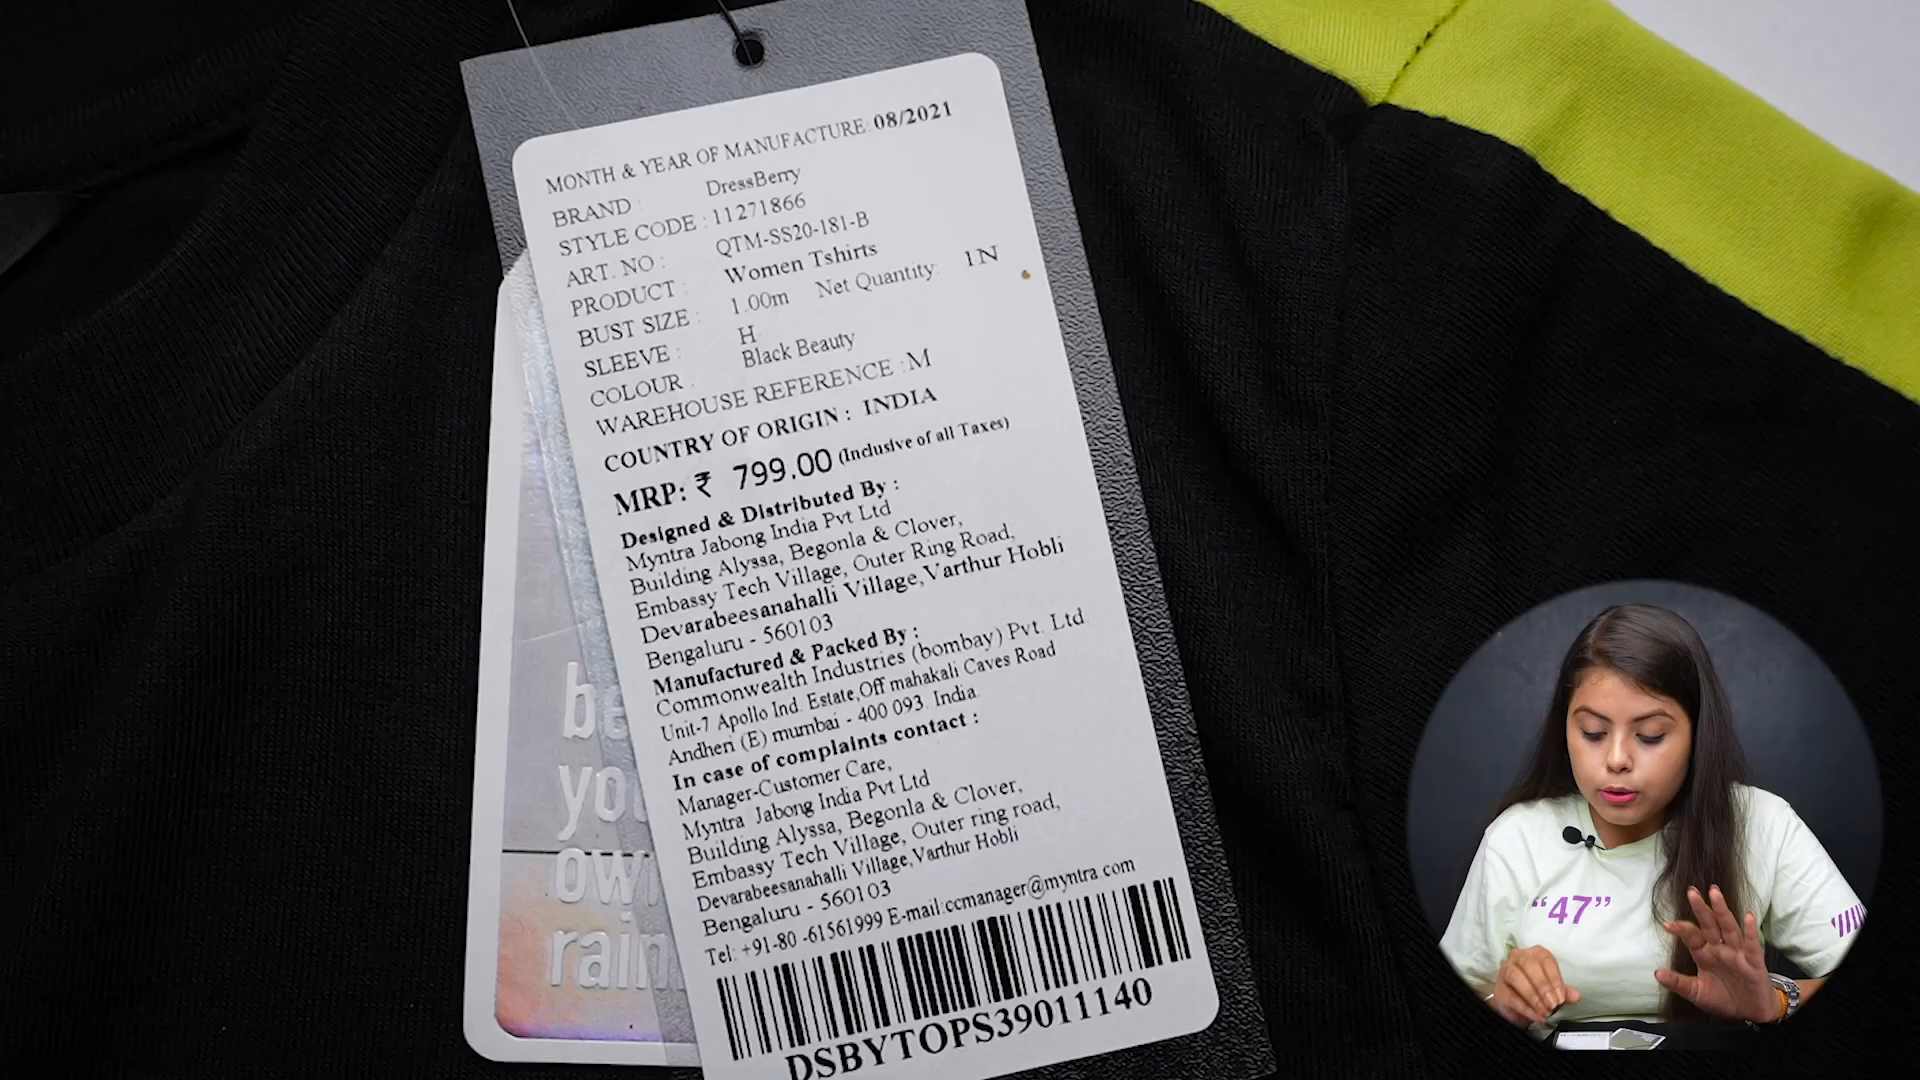 MONTH & YEAR OF MANUFACTURE: 08/2021
BRAND : DressBerry
STYLE CODE : 11271866
ART. NO : QTM-SS20-181-B
PRODUCT : Women Tshirts
BUST SIZE : 1.00m Net Quantity: 1N
SLEEVE : H
COLOUR : Black Beauty
WAREHOUSE REFERENCE : M
COUNTRY OF ORIGIN : INDIA
MRP: ₹ 799.00 (Inclusive of all Taxes)
Designed & Distributed By :
Myntra Jabong India Pvt Ltd
Building Alyssa, Begonla & Clover,
Embassy Tech Village, Outer Ring Road,
Devarabeesanahalli Village, Varthur Hobli
Bengaluru - 560103
Manufactured & Packed By :
Commonwealth Industries (bombay) Pvt. Ltd.
Unit-7 Apollo Ind. Estate,Off mahakali Caves Road
Andheri (E) mumbai - 400 093. India.
In case of complaints contact :
Manager-Customer Care,
Myntra Jabong India Pvt Ltd
Building Alyssa, Begonla & Clover,
Embassy Tech Village, Outer ring road,
Devarabeesanahalli Village,Varthur Hobli
Bengaluru - 560103
Tel: +91-80 -61561999 E-mail:ccmanager@myntra.com
DSBYTOPS39011140
be
you
own
rain
“47”